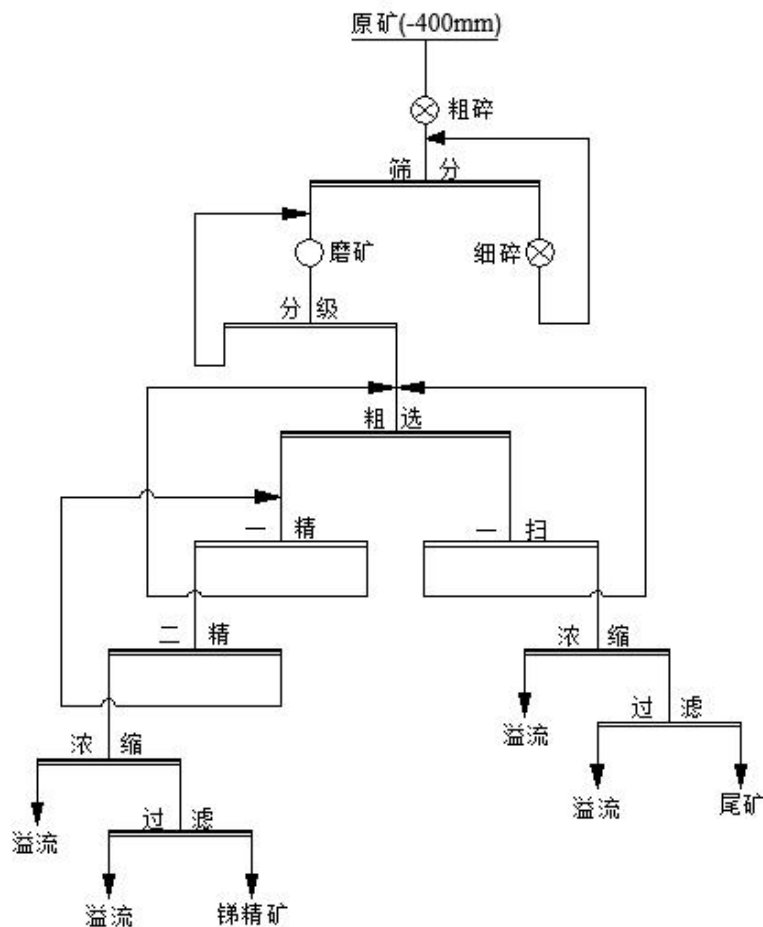 原矿(-400mm)
粗碎
筛分
磨矿
细碎
分级
粗选
一精
一扫
二精
浓缩
溢流
过滤
溢流
尾矿
浓缩
溢流
过滤
溢流
锑精矿